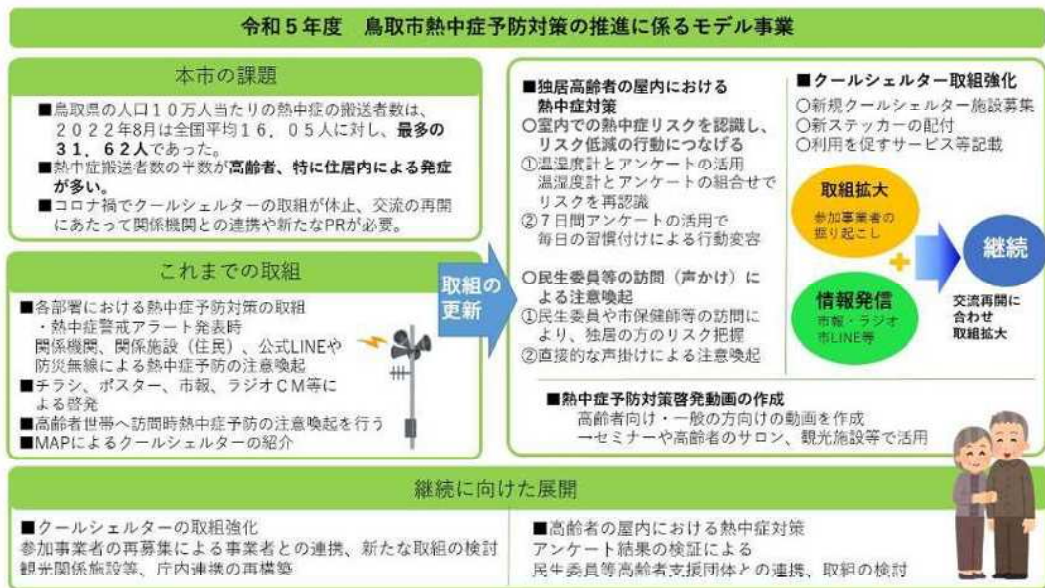 令和５年度　鳥取市熱中症予防対策の推進に係るモデル事業
本市の課題
■鳥取県の人口１０万人当たりの熱中症の搬送者数は、
２０２２年8月は全国平均１６．０５人に対し、最多の
３１．６２人であった。
■熱中症搬送者数の半数が高齢者、特に住居内による発症
が多い。
■コロナ禍でクールシェルターの取組が休止、交流の再開
にあたって関係機関との連携や新たなPRが必要。
これまでの取組
■各部署における熱中症予防対策の取組
・熱中症警戒アラート発表時
関係機関、関係施設（住民）、公式LINEや
防災無線による熱中症予防の注意喚起
■チラシ、ポスター、市報、ラジオＣＭ等に
よる啓発
■高齢者世帯へ訪問時熱中症予防の注意喚起を行う
■MAPによるクールシェルターの紹介
取組の
更新
■独居高齢者の屋内における
熱中症対策
〇室内での熱中症リスクを認識し、
リスク低減の行動につなげる
①温湿度計とアンケートの活用
温湿度計とアンケートの組合せで
リスクを再認識
②７日間アンケートの活用で
毎日の習慣付けによる行動変容
〇民生委員等の訪問（声かけ）に
よる注意喚起
①民生委員や市保健師等の訪問に
より、独居の方のリスク把握
②直接的な声掛けによる注意喚起
■クールシェルター取組強化
〇新規クールシェルター施設募集
〇新ステッカーの配付
〇利用を促すサービス等記載
取組拡大
参加事業者の
掘り起こし
情報発信
市報・ラジオ
市LINE等
継続
交流再開に
合わせ
取組拡大
■熱中症予防対策啓発動画の作成
高齢者向け・一般の方向けの動画を作成
→セミナーや高齢者のサロン、観光施設等で活用
継続に向けた展開
■クールシェルターの取組強化
参加事業者の再募集による事業者との連携、新たな取組の検討
観光関係施設等、庁内連携の再構築
■高齢者の屋内における熱中症対策
アンケート結果の検証による
民生委員等高齢者支援団体との連携、取組の検討